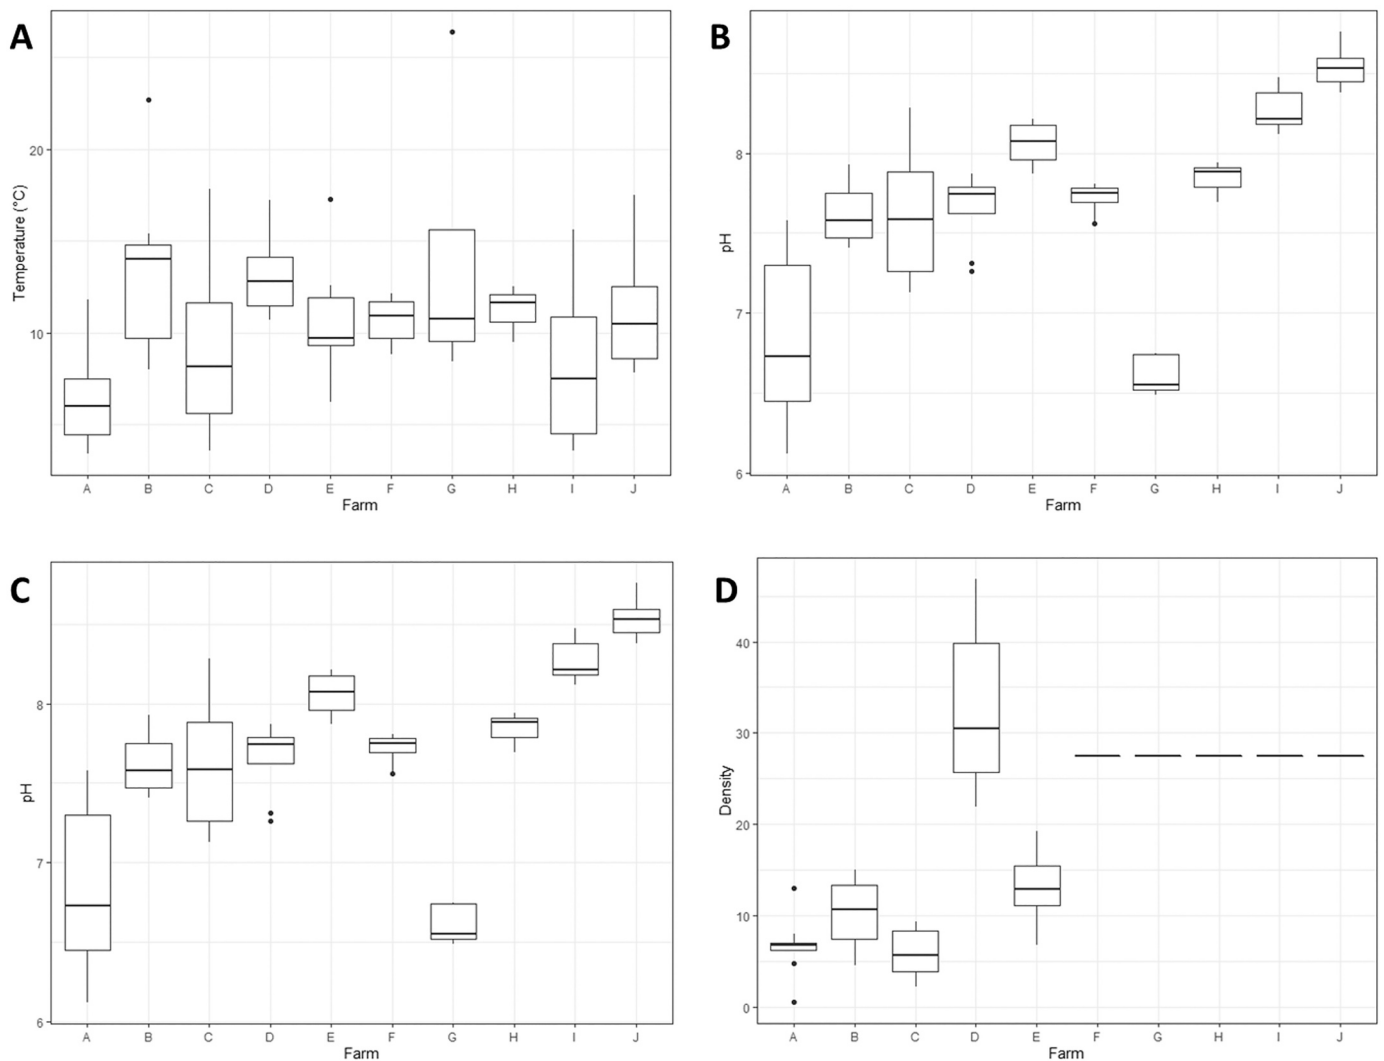 A
Temperature (°C)
20
10
A B C D E F G H I J
Farm
B
pH
8
7
6
A B C D E F G H I J
Farm
C
pH
8
7
6
A B C D E F G H I J
Farm
D
Density
40
30
20
10
0
A B C D E F G H I J
Farm